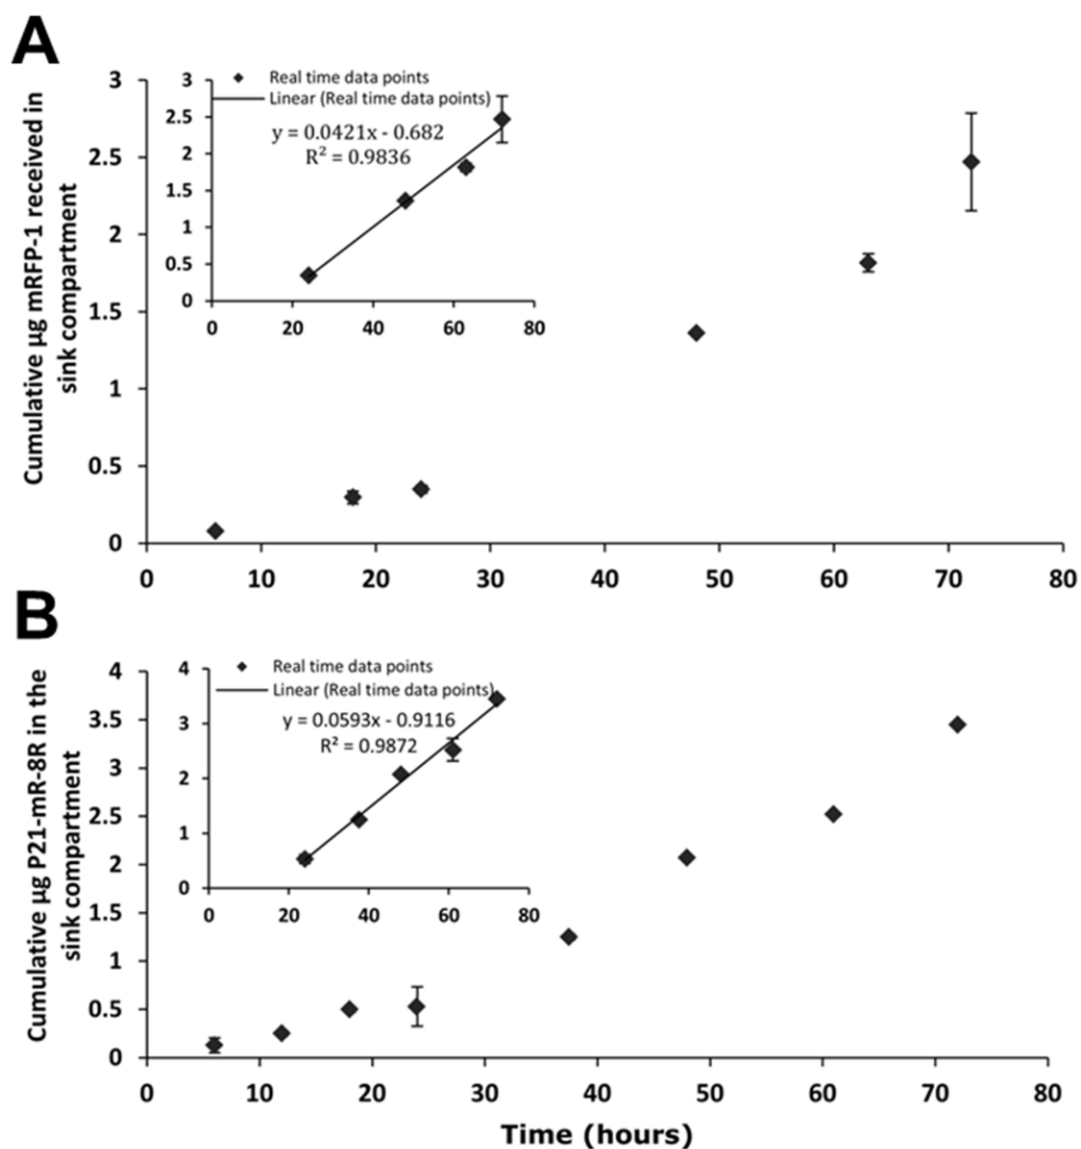 A
Cumulative µg mRFP-1 received in
sink compartment
3
2.5
2
1.5
1
0.5
0
0 10 20 30 40 50 60 70 80
Real time data points
Linear (Real time data points)
y = 0.0421x - 0.682
R² = 0.9836
3
2.5
2
1.5
1
0.5
0
0 20 40 60 80
B
Cumulative µg P21-mR-8R in the
sink compartment
4
3.5
3
2.5
2
1.5
1
0.5
0
0 10 20 30 40 50 60 70 80
Real time data points
Linear (Real time data points)
y = 0.0593x - 0.9116
R² = 0.9872
4
3
2
1
0
0 20 40 60 80
Time (hours)